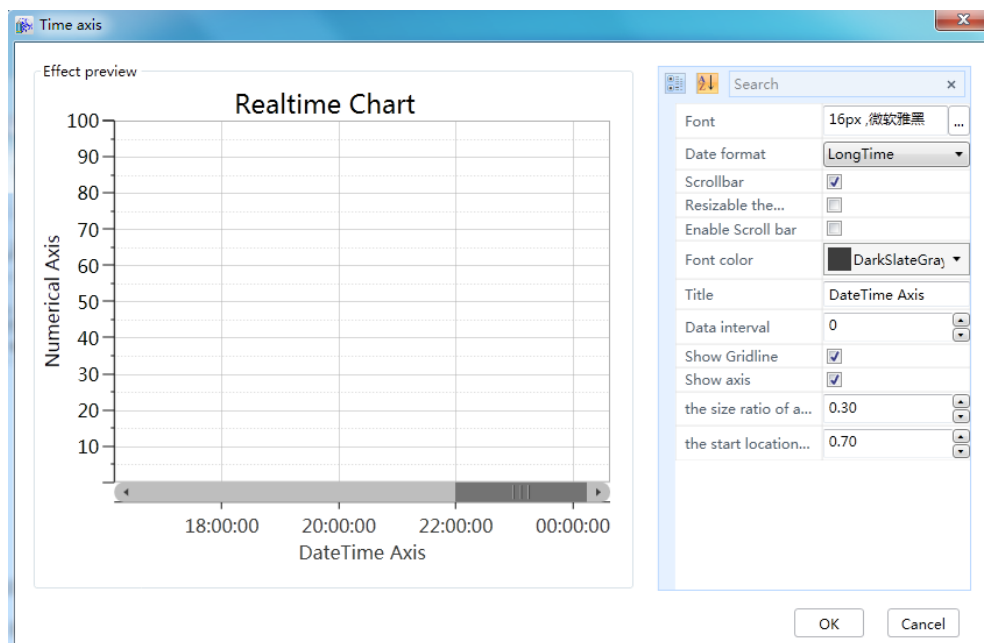 Time axis
Effect preview
Realtime Chart
100
90
80
70
60
50
40
30
20
10
Numerical Axis
18:00:00 20:00:00 22:00:00 00:00:00
DateTime Axis
Search
Font 16px ,微软雅黑 ...
Date format LongTime
Scrollbar
Resizable the...
Enable Scroll bar
Font color DarkSlateGray
Title DateTime Axis
Data interval 0
Show Gridline
Show axis
the size ratio of a... 0.30
the start location... 0.70
OK Cancel